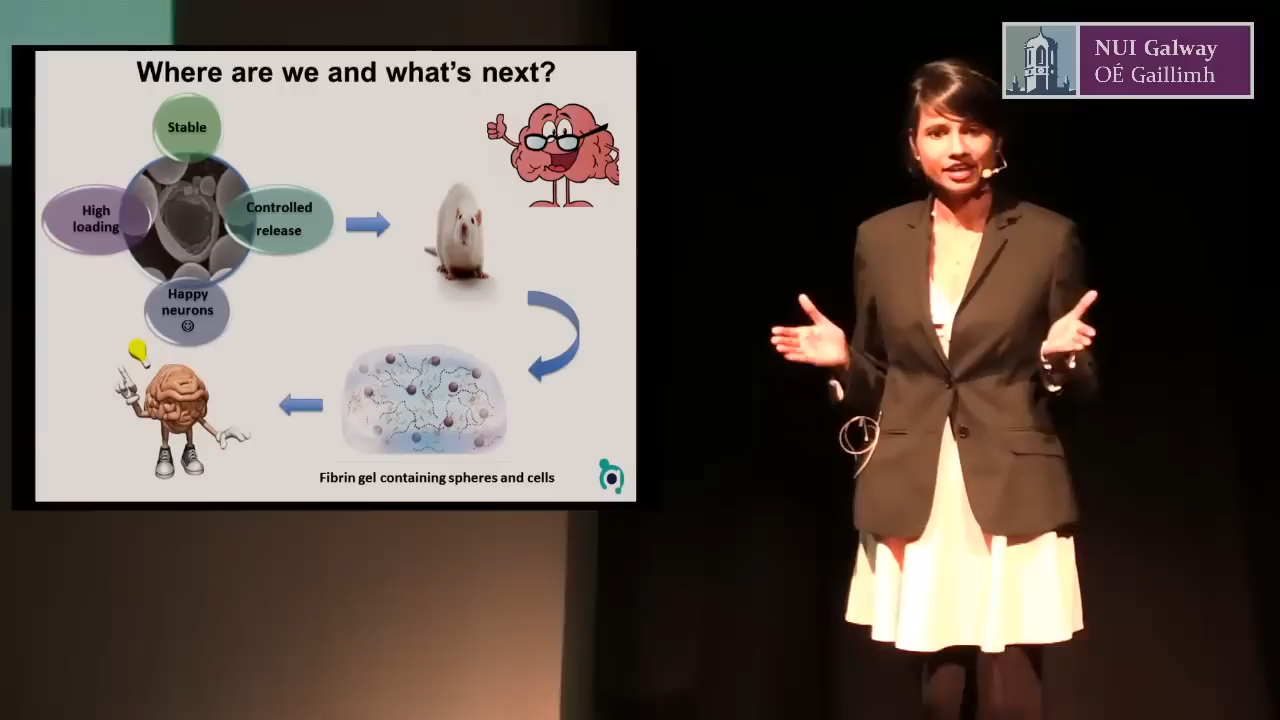 Where are we and what's next?
Stable
High
loading
Controlled
release
Happy
neurons
Fibrin gel containing spheres and cells
NUI Galway
OÉ Gaillimh